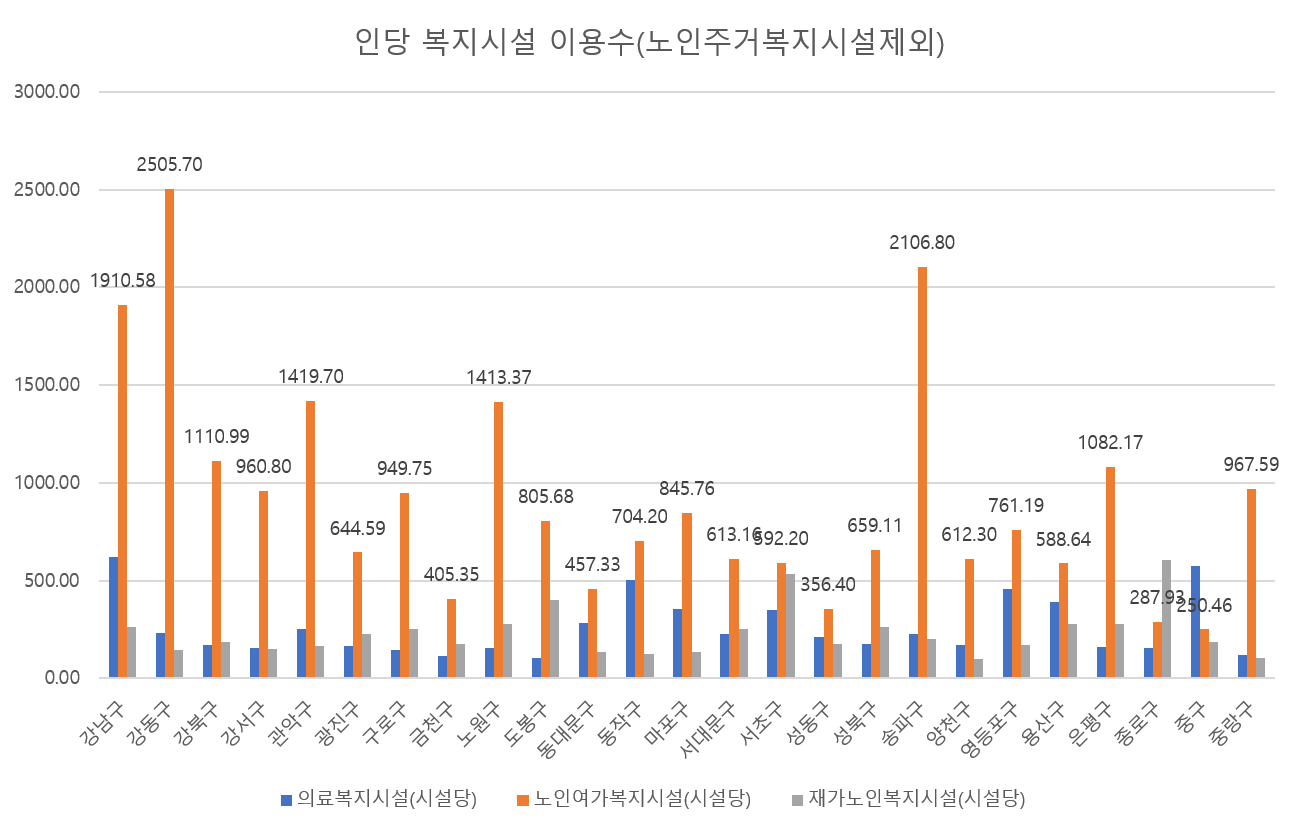 인당 복지시설 이용수(노인주거복지시설제외)
3000.00
2500.00
2000.00
1500.00
1000.00
500.00
0.00
1910.58
2505.70
1110.99
960.80
1419.70
644.59
949.75
405.35
1413.37
805.68
457.33
704.20
845.76
613.16
592.20
356.40
659.11
2106.80
612.30
761.19
588.64
1082.17
287.93
250.46
967.59
강남구
강동구
강북구
강서구
관악구
광진구
구로구
금천구
노원구
도봉구
동대문구
동작구
마포구
서대문구
서초구
성동구
성북구
송파구
양천구
영등포구
용산구
은평구
종로구
중구
중랑구
의료복지시설(시설당)
노인여가복지시설(시설당)
재가노인복지시설(시설당)